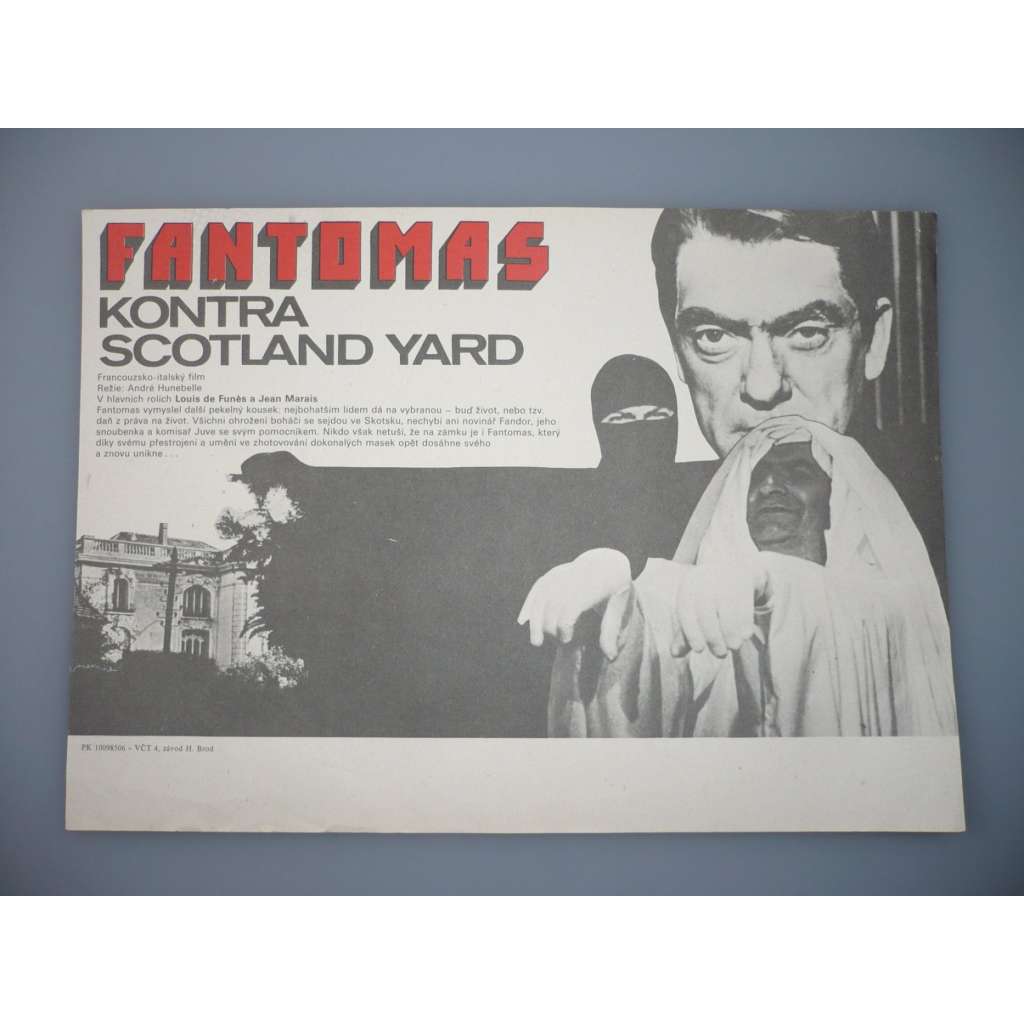 FANTOMAS
KONTRA
SCOTLAND YARD
Francouzsko-italský film
Režie: André Hunebelle
V hlavních rolích Louis de Funès a Jean Marais
Fantomas vymyslel další pekelný kousek: nejbohatším lidem dá na vybranou – buď život, nebo tzv.
daň z práva na život. Všichni ohrožení boháči se sejdou ve Skotsku, nechybí ani novinář Fandor, jeho
snoubenka a komisař Juve se svým pomocníkem. Nikdo však netuší, že na zámku je i Fantomas, který
díky svému přestrojení a umění ve zhotovování dokonalých masek opět dosáhne svého
a znovu unikne ...
PK 10098506 – VČT 4, závod H. Brod